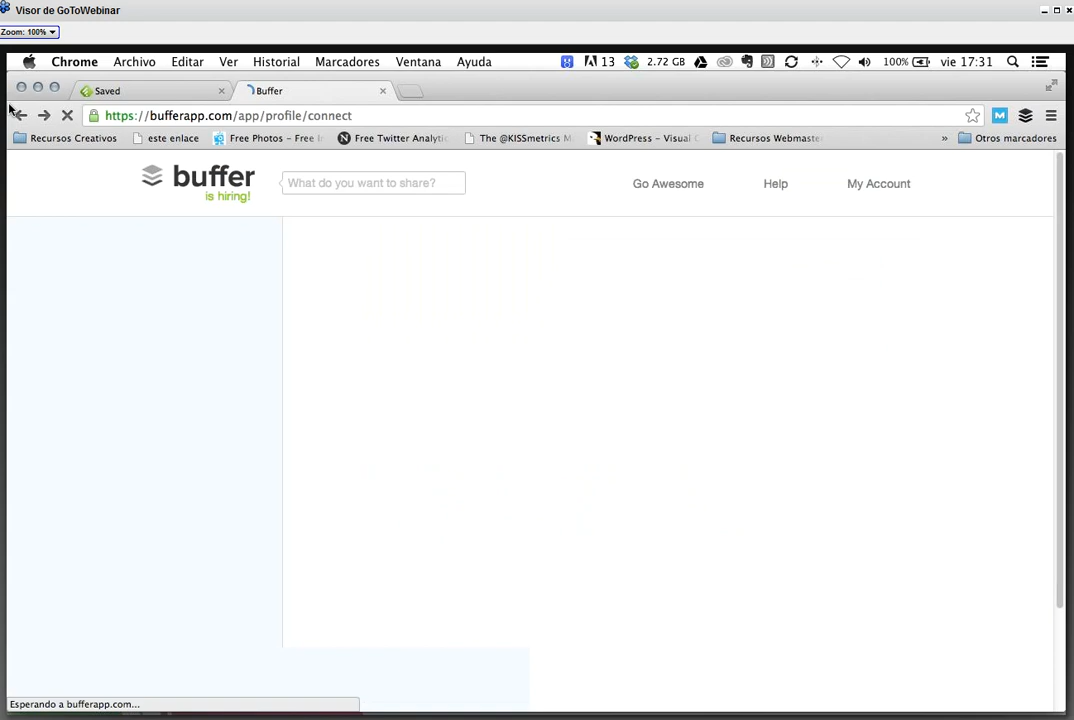 Visor de GoToWebinar
Zoom: 100%
Chrome Archivo Editar Ver Historial Marcadores Ventana Ayuda 13 2.72 GB 100% vie 17:31
Saved Buffer
https://bufferapp.com/app/profile/connect
Recursos Creativos este enlace Free Photos – Free I Free Twitter Analytic The @KISSmetrics M WordPress – Visual C Recursos Webmaste » Otros marcadores
buffer What do you want to share? Go Awesome Help My Account
is hiring!
Esperando a bufferapp.com...